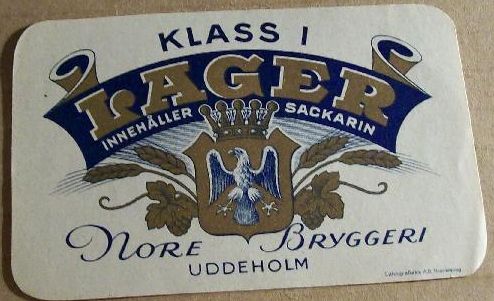 KLASS I
LAGER
INNEHÅLLER SACKARIN
NORE BRYGGERI
UDDEHOLM